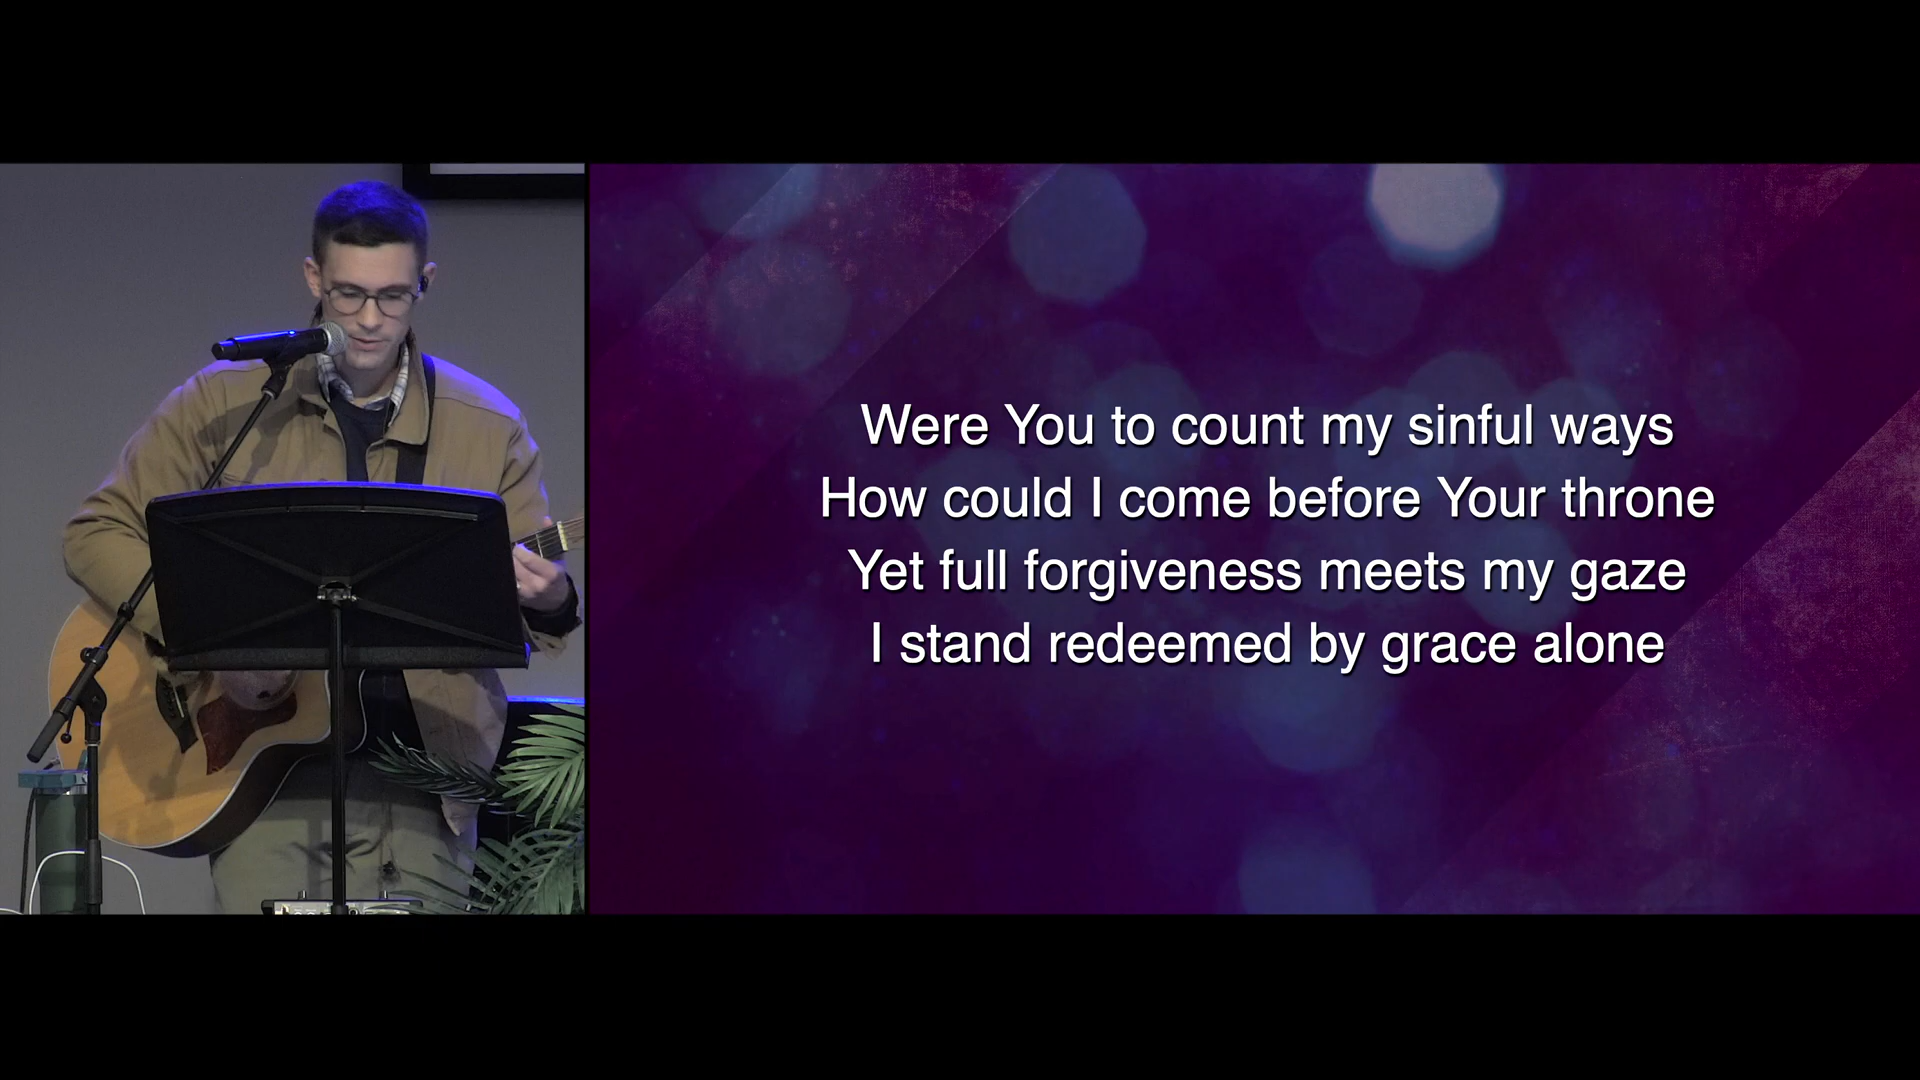 Were You to count my sinful ways
How could I come before Your throne
Yet full forgiveness meets my gaze
I stand redeemed by grace alone